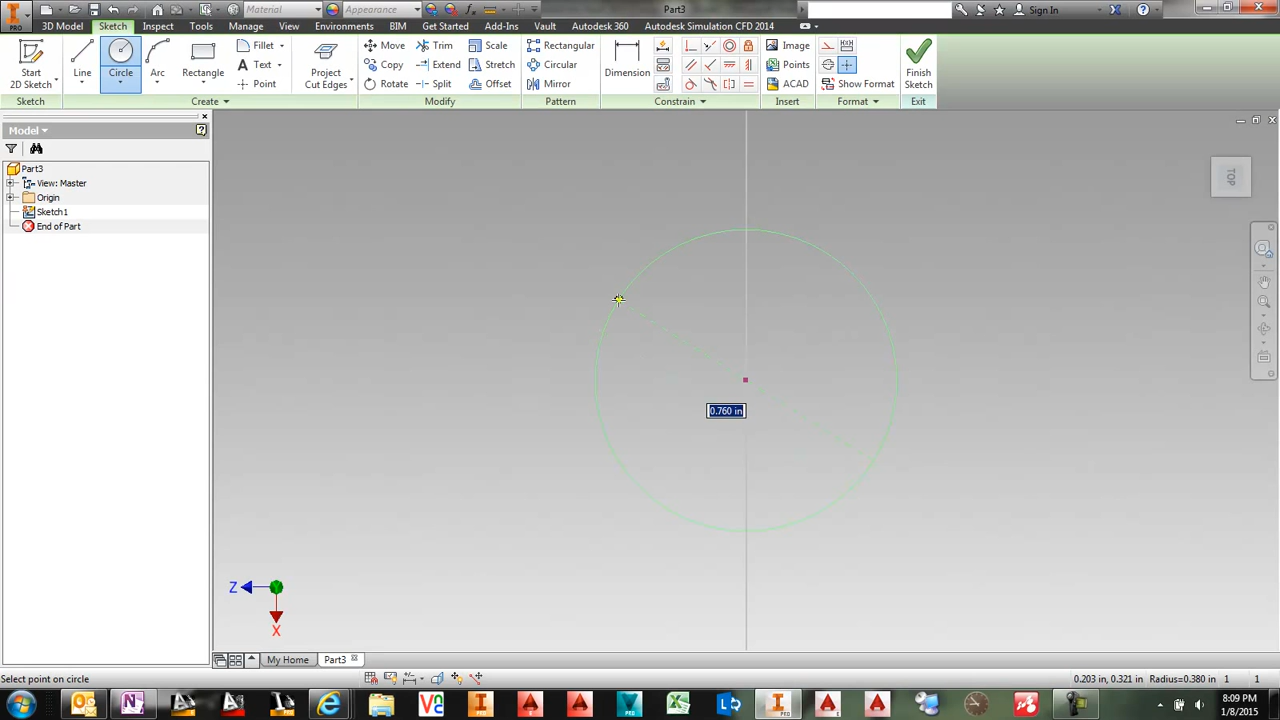 Material
Appearance
Part3
Sign In
PRO
3D Model
Sketch
Inspect
Tools
Manage
View
Environments
BIM
Get Started
Add-Ins
Vault
Autodesk 360
Autodesk Simulation CFD 2014
Start
2D Sketch
Line
Circle
Arc
Rectangle
Fillet
Text
Point
Project
Cut Edges
Move
Copy
Rotate
Trim
Extend
Split
Scale
Stretch
Offset
Rectangular
Circular
Mirror
Dimension
Image
Points
ACAD
Show Format
Finish
Sketch
Sketch
Create
Modify
Pattern
Constrain
Insert
Format
Exit
Model
Part3
View: Master
Origin
Sketch1
End of Part
TOP
0.760 in
Z
X
My Home
Part3
Select point on circle
0.203 in, 0.321 in
Radius=0.380 in
1
1
8:09 PM
1/8/2015